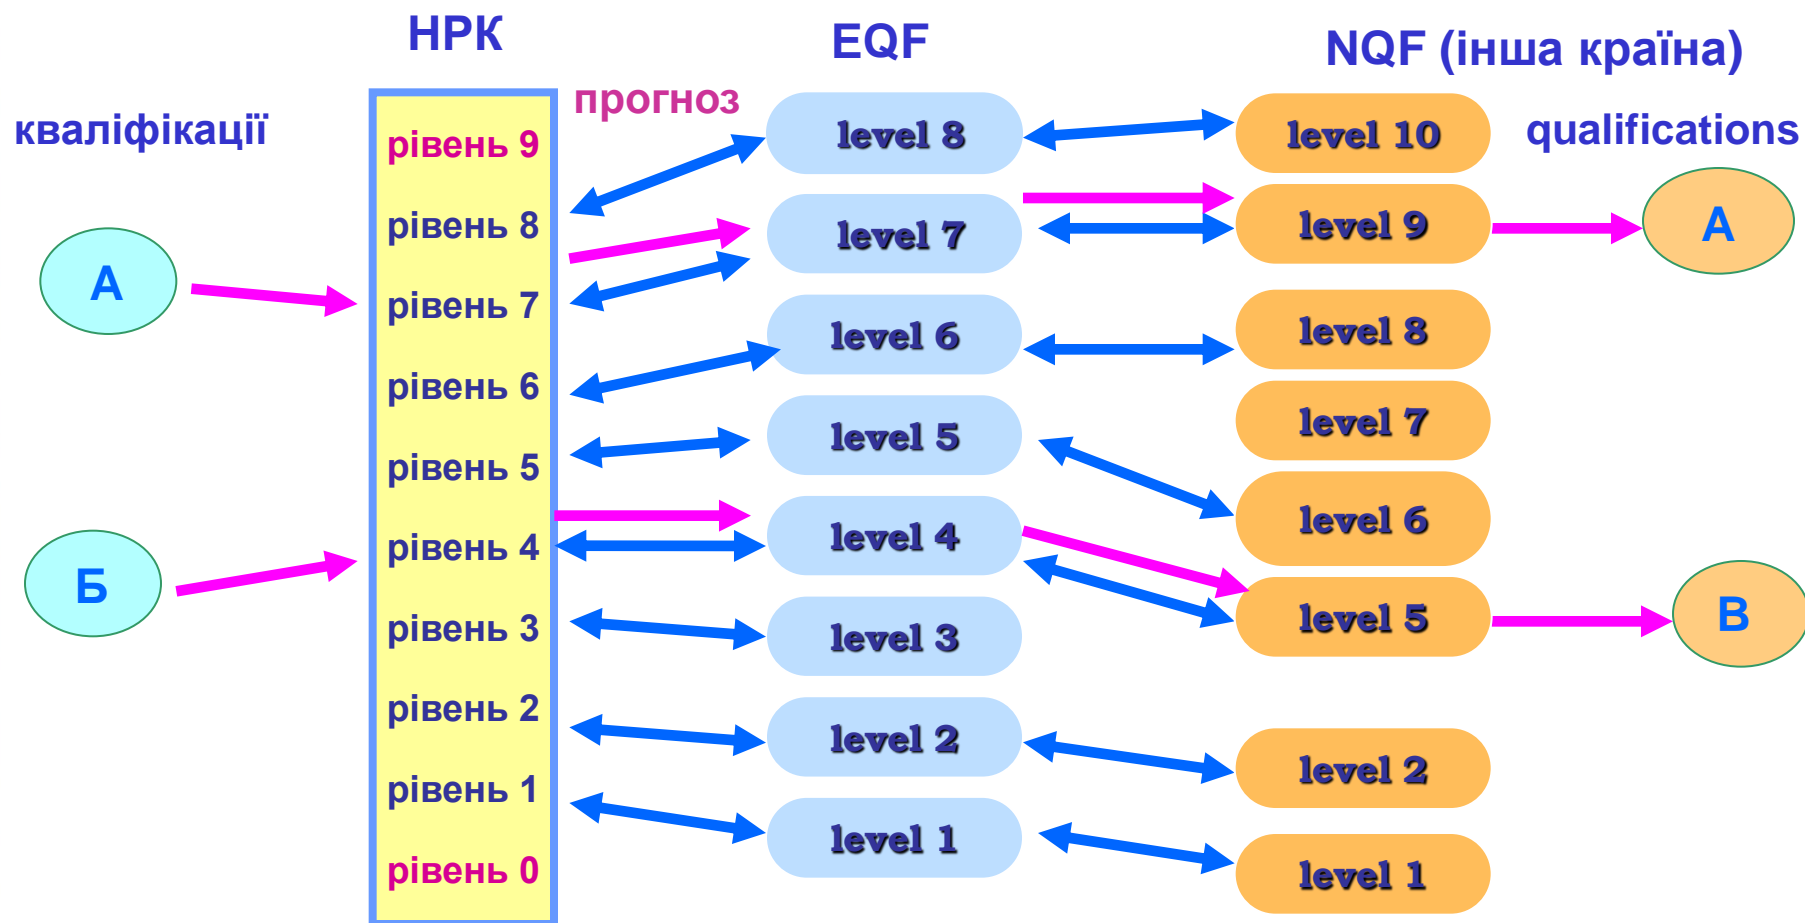 НРК
EQF
NQF (інша країна)
кваліфікації
прогноз
qualifications
рівень 9
рівень 8
рівень 7
рівень 6
рівень 5
рівень 4
рівень 3
рівень 2
рівень 1
рівень 0
level 8
level 7
level 6
level 5
level 4
level 3
level 2
level 1
level 10
level 9
level 8
level 7
level 6
level 5
level 2
level 1
А
Б
А
В